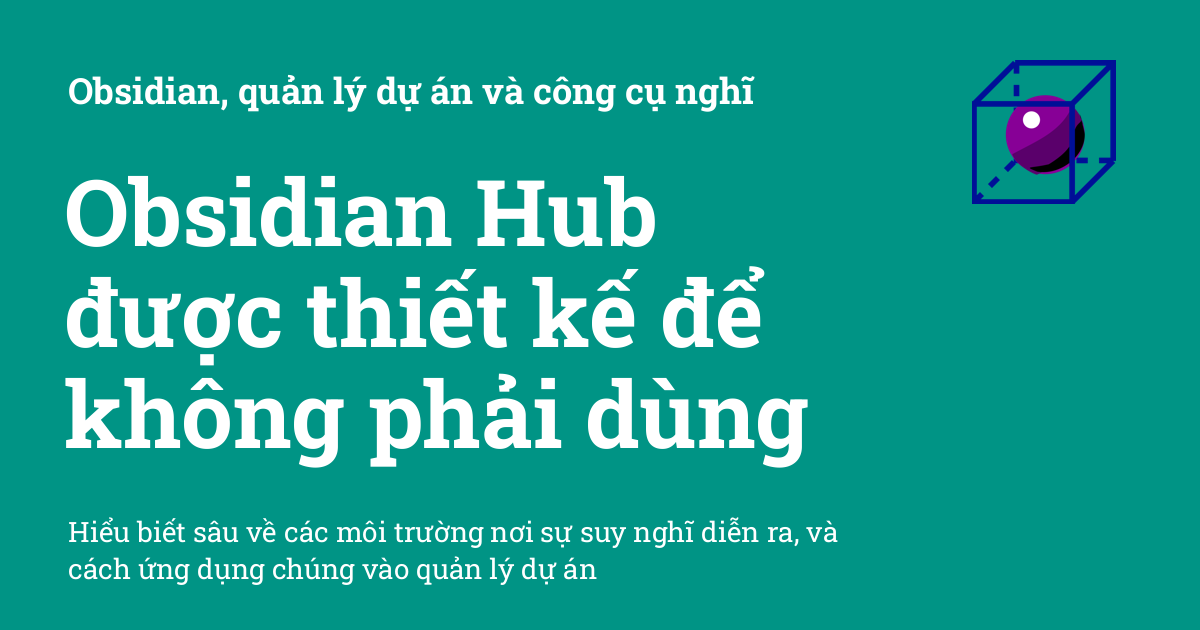 Obsidian, quản lý dự án và công cụ nghĩ
Obsidian Hub
được thiết kế để
không phải dùng
Hiểu biết sâu về các môi trường nơi sự suy nghĩ diễn ra, và
cách ứng dụng chúng vào quản lý dự án